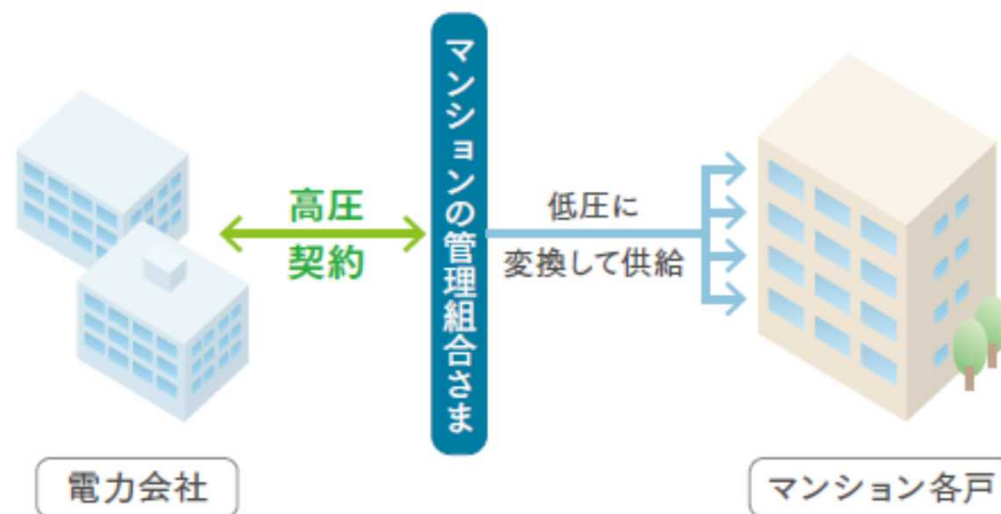 高圧
契約
マンションの管理組合さま
低圧に
変換して供給
電力会社
マンション各戸